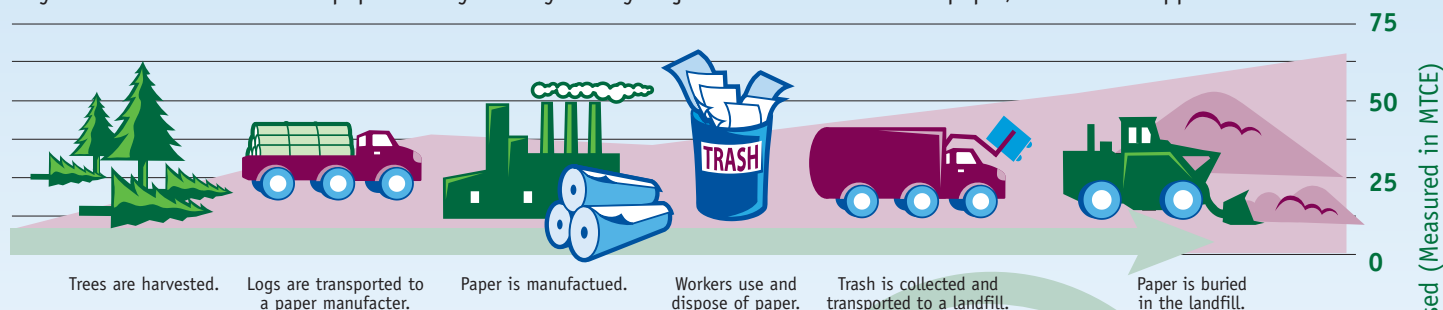 75
50
TRASH
25
0
Trees are harvested.
Logs are transported to
a paper manufacter.
Paper is manufactued.
Workers use and
dispose of paper.
Trash is collected and
transported to a landfill.
Paper is buried
in the landfill.
(Measured in MTCE)